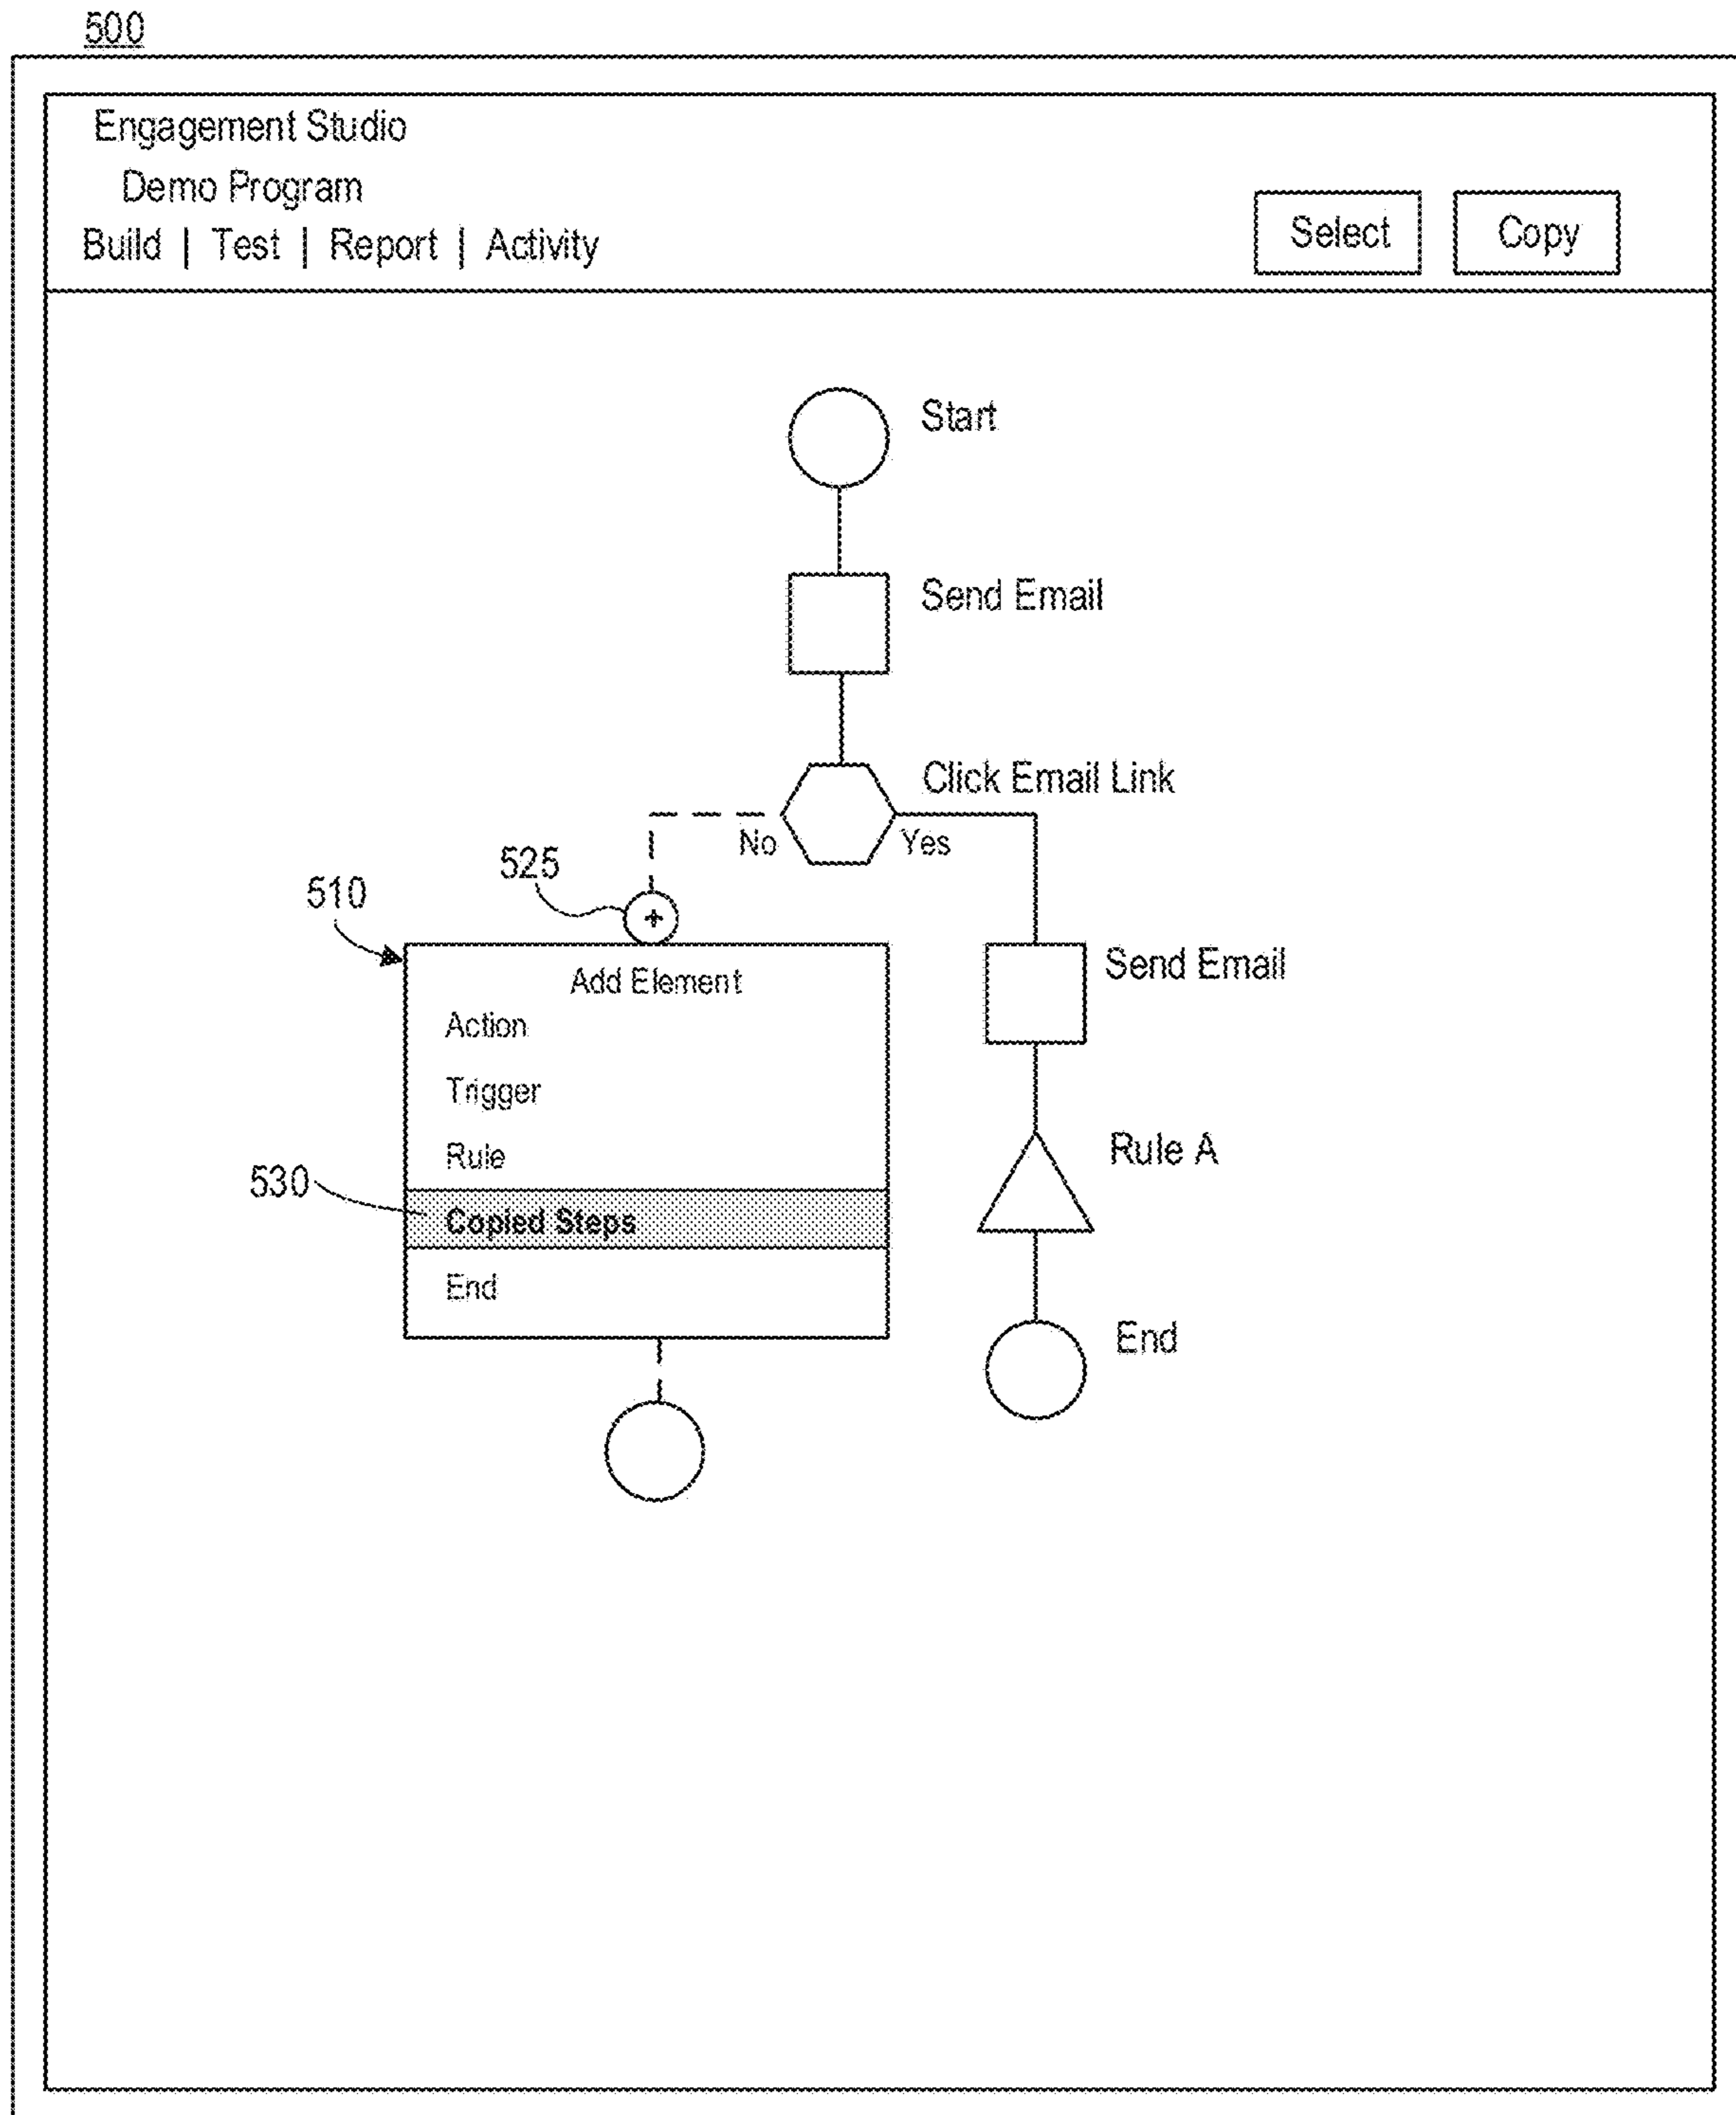 500
Engagement Studio
Demo Program
Build | Test | Report | Activity
Select
Copy
Start
Send Email
Click Email Link
No
Yes
525
510
+
Add Element
Action
Trigger
Rule
530
Copied Steps
End
Send Email
Rule A
End